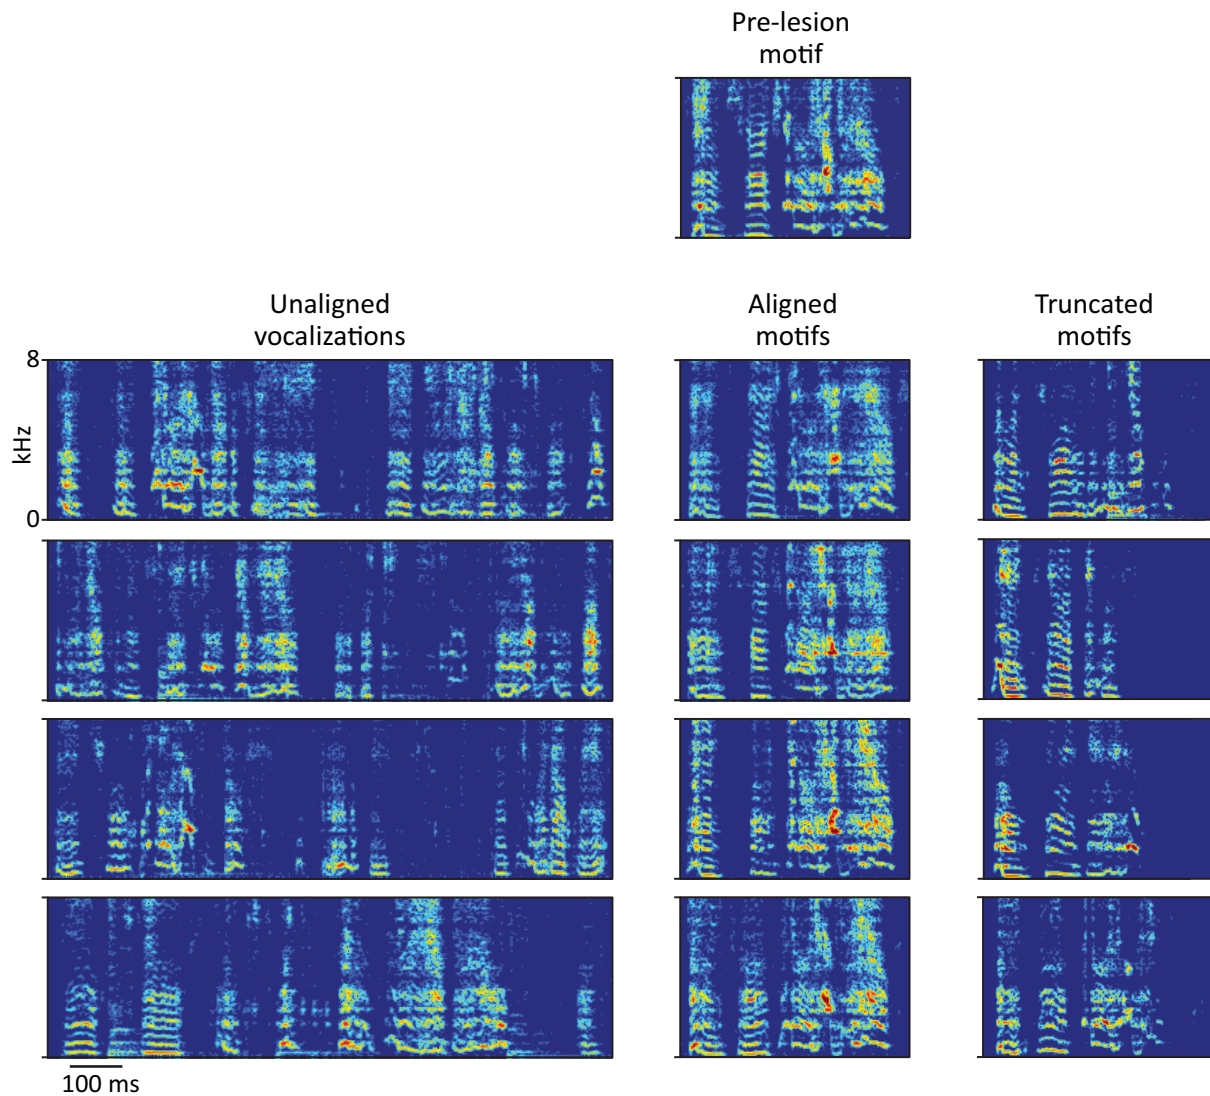 Pre-lesion
motif
Unaligned
vocalizations
Aligned
motifs
Truncated
motifs
8
kHz
0
100 ms